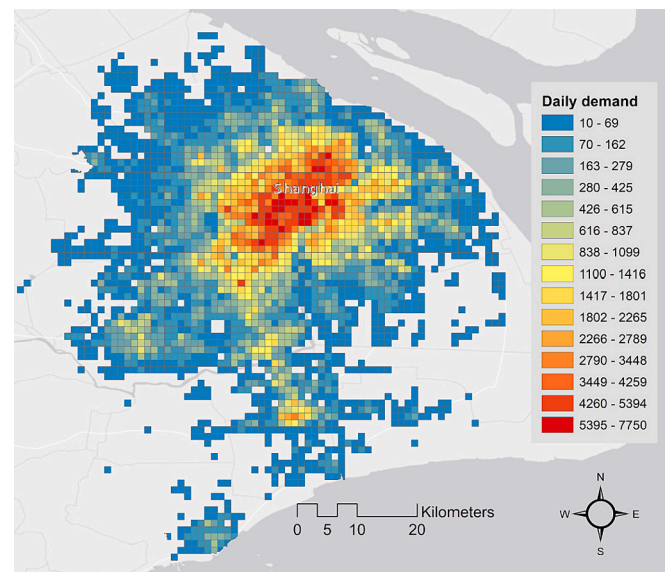 Shanghai
Daily demand
10 - 69
70 - 162
163 - 279
280 - 425
426 - 615
616 - 837
838 - 1099
1100 - 1416
1417 - 1801
1802 - 2265
2266 - 2789
2790 - 3448
3449 - 4259
4260 - 5394
5395 - 7750
N
W E
S
Kilometers
0 5 10 20